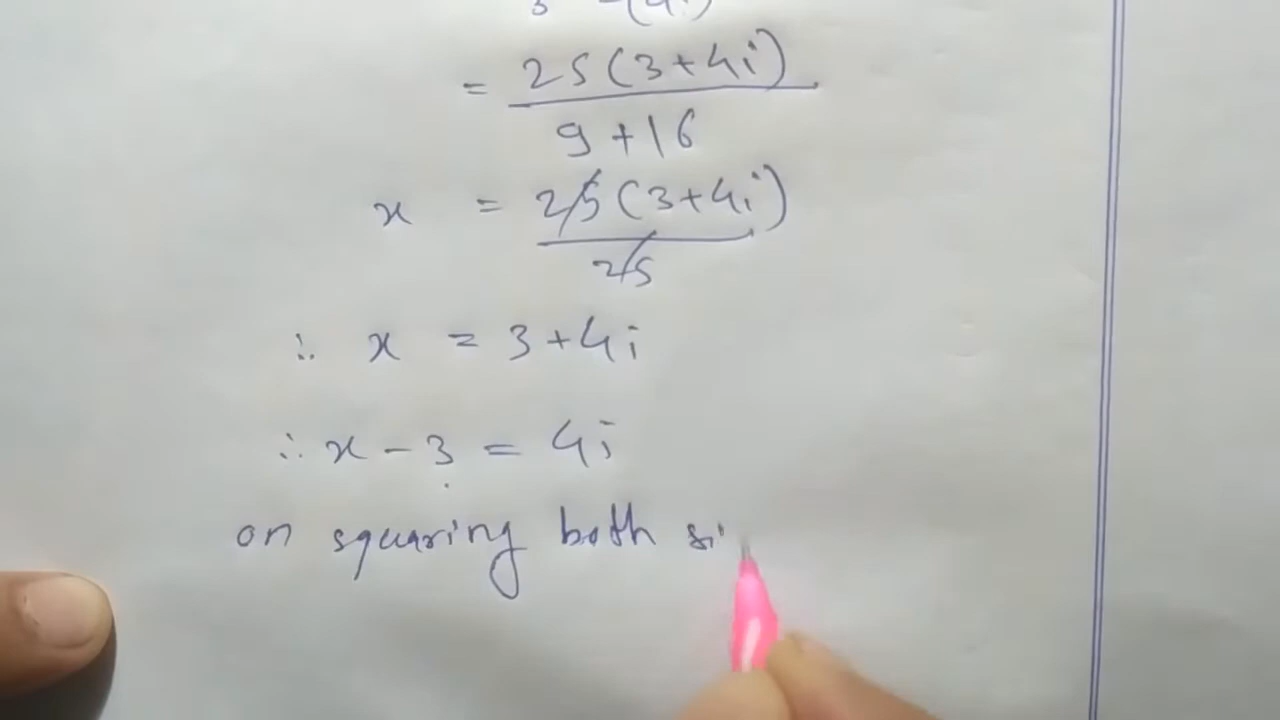 = 25(3+4i)
9+16
x = 25(3+4i)
25
∴ x = 3+4i
∴ x - 3 = 4i
on squaring both si